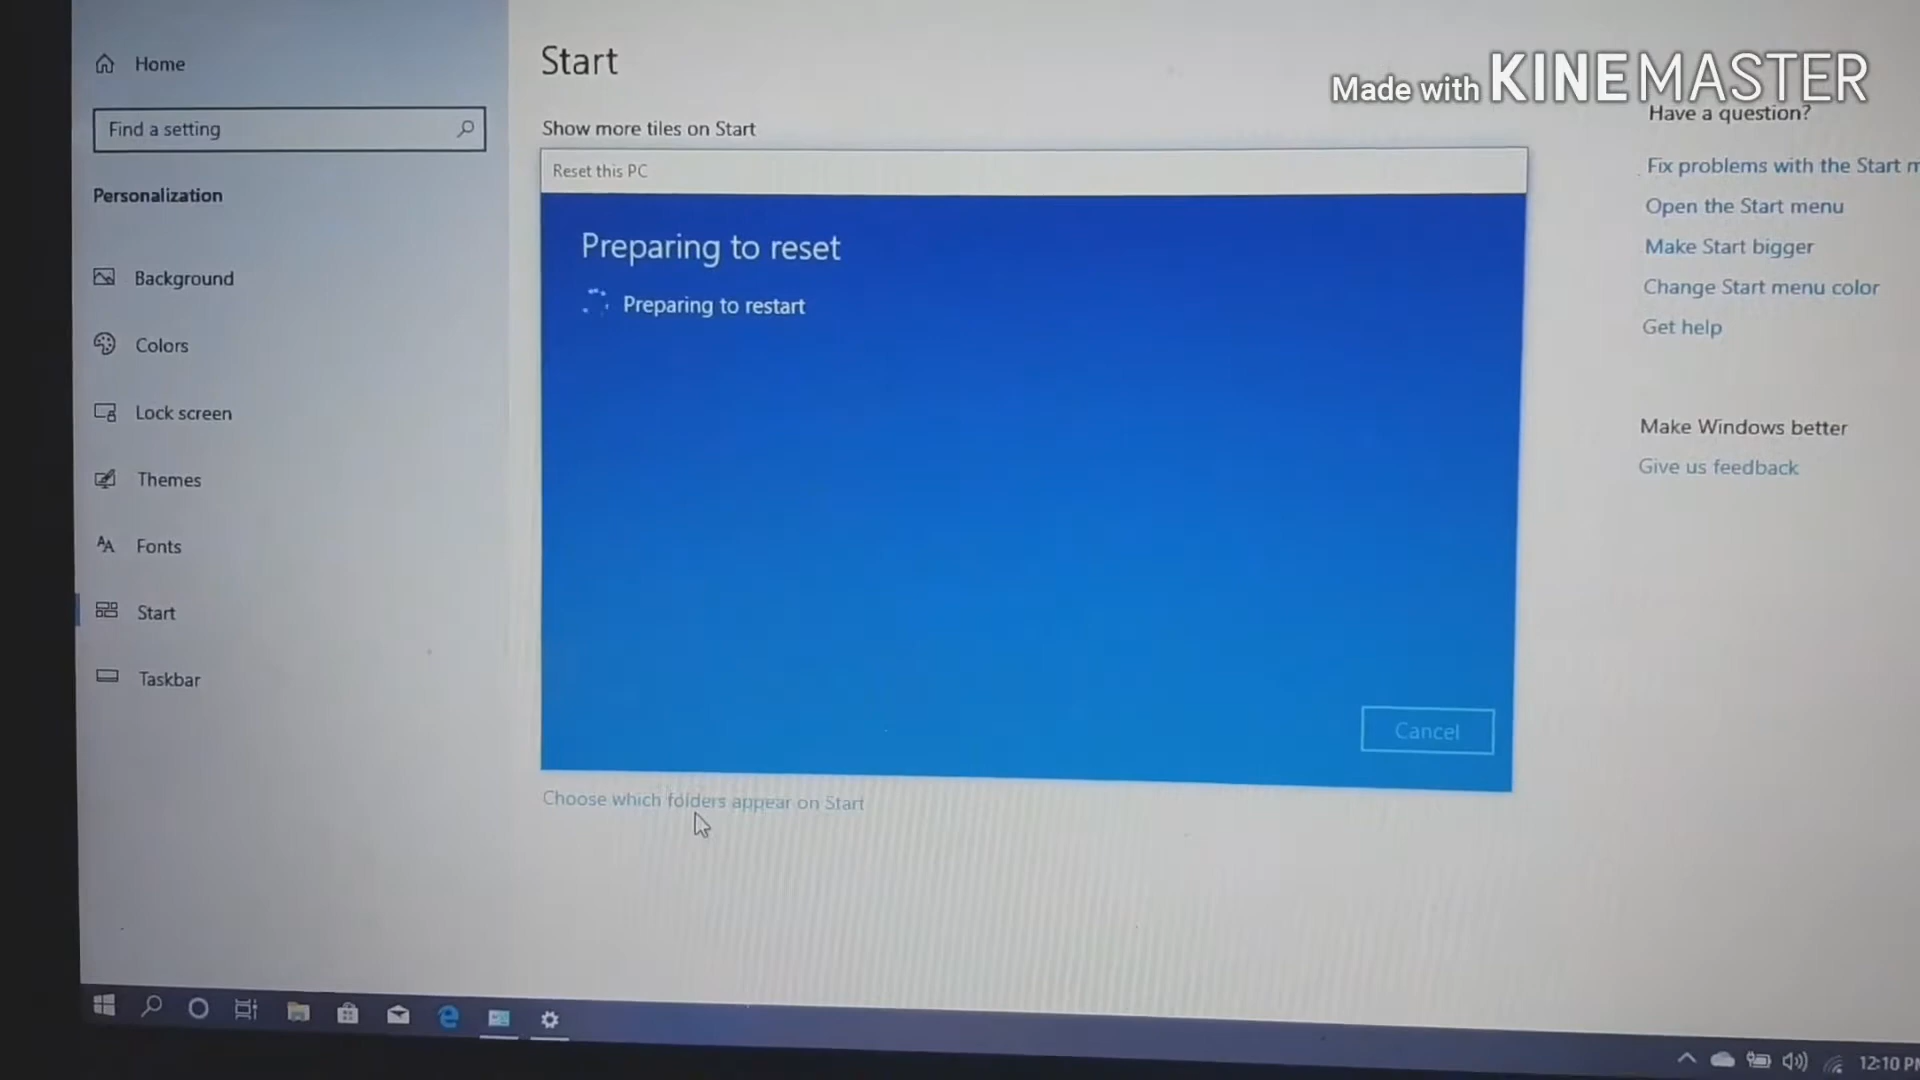 Home
Find a setting
Personalization
Background
Colors
Lock screen
Themes
Fonts
Start
Taskbar
Start
Show more tiles on Start
Reset this PC
Preparing to reset
Preparing to restart
Cancel
Choose which folders appear on Start
Made with KINEMASTER
Have a question?
Fix problems with the Start
Open the Start menu
Make Start bigger
Change Start menu color
Get help
Make Windows better
Give us feedback
12:10